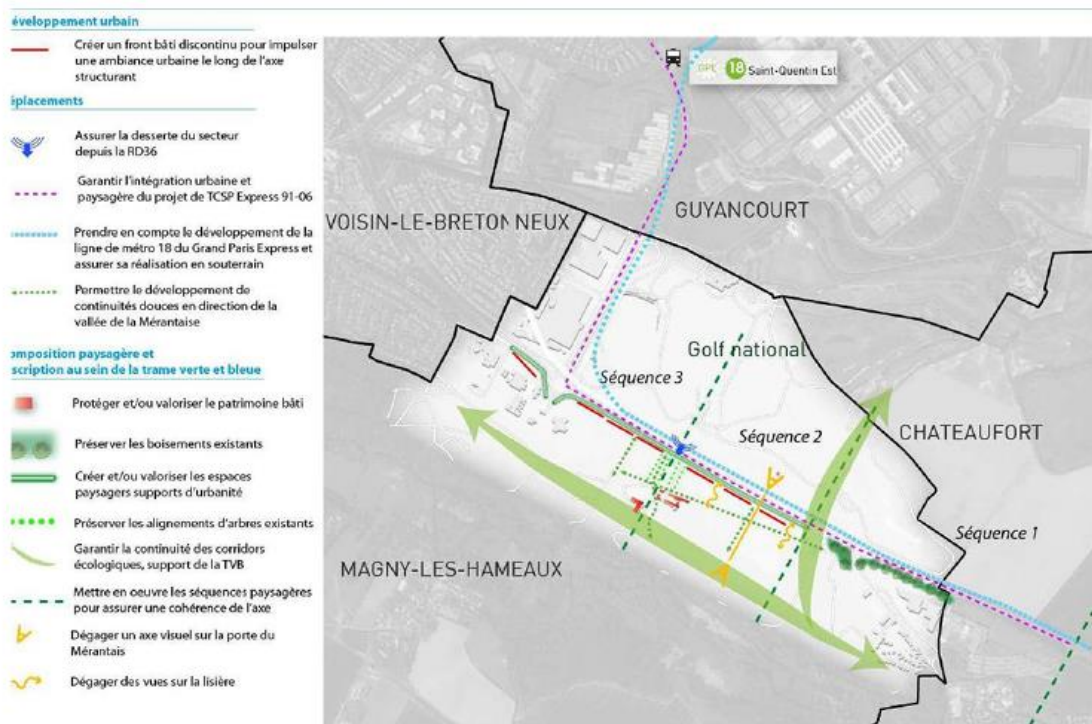 éveloppement urbain
Créer un front bâti discontinu pour impulser
une ambiance urbaine le long de l'axe
structurant
éplacements
Assurer la desserte du secteur
depuis la RD36
Garantir l'intégration urbaine et
paysagère du projet de TCSP Express 91-06
Prendre en compte le développement de la
ligne de métro 18 du Grand Paris Express et
assurer sa réalisation en souterrain
Permettre le développement de
continuités douces en direction de la
vallée de la Mérantaise
omposition paysagère et
scription au sein de la trame verte et bleue
Protéger et/ou valoriser le patrimoine bâti
Préserver les boisements existants
Créer et/ou valoriser les espaces
paysagers supports d'urbanité
Préserver les alignements d'arbres existants
Garantir la continuité des corridors
écologiques, support de la TVB
Mettre en oeuvre les séquences paysagères
pour assurer une cohérence de l'axe
Dégager un axe visuel sur la porte du
Mérantais
Dégager des vues sur la lisière
18 Saint-Quentin Est
GUYANCOURT
VOISIN-LE-BRETONNEUX
Golf national
Séquence 3
Séquence 2
CHATEAUFORT
Séquence 1
MAGNY-LES-HAMEAUX